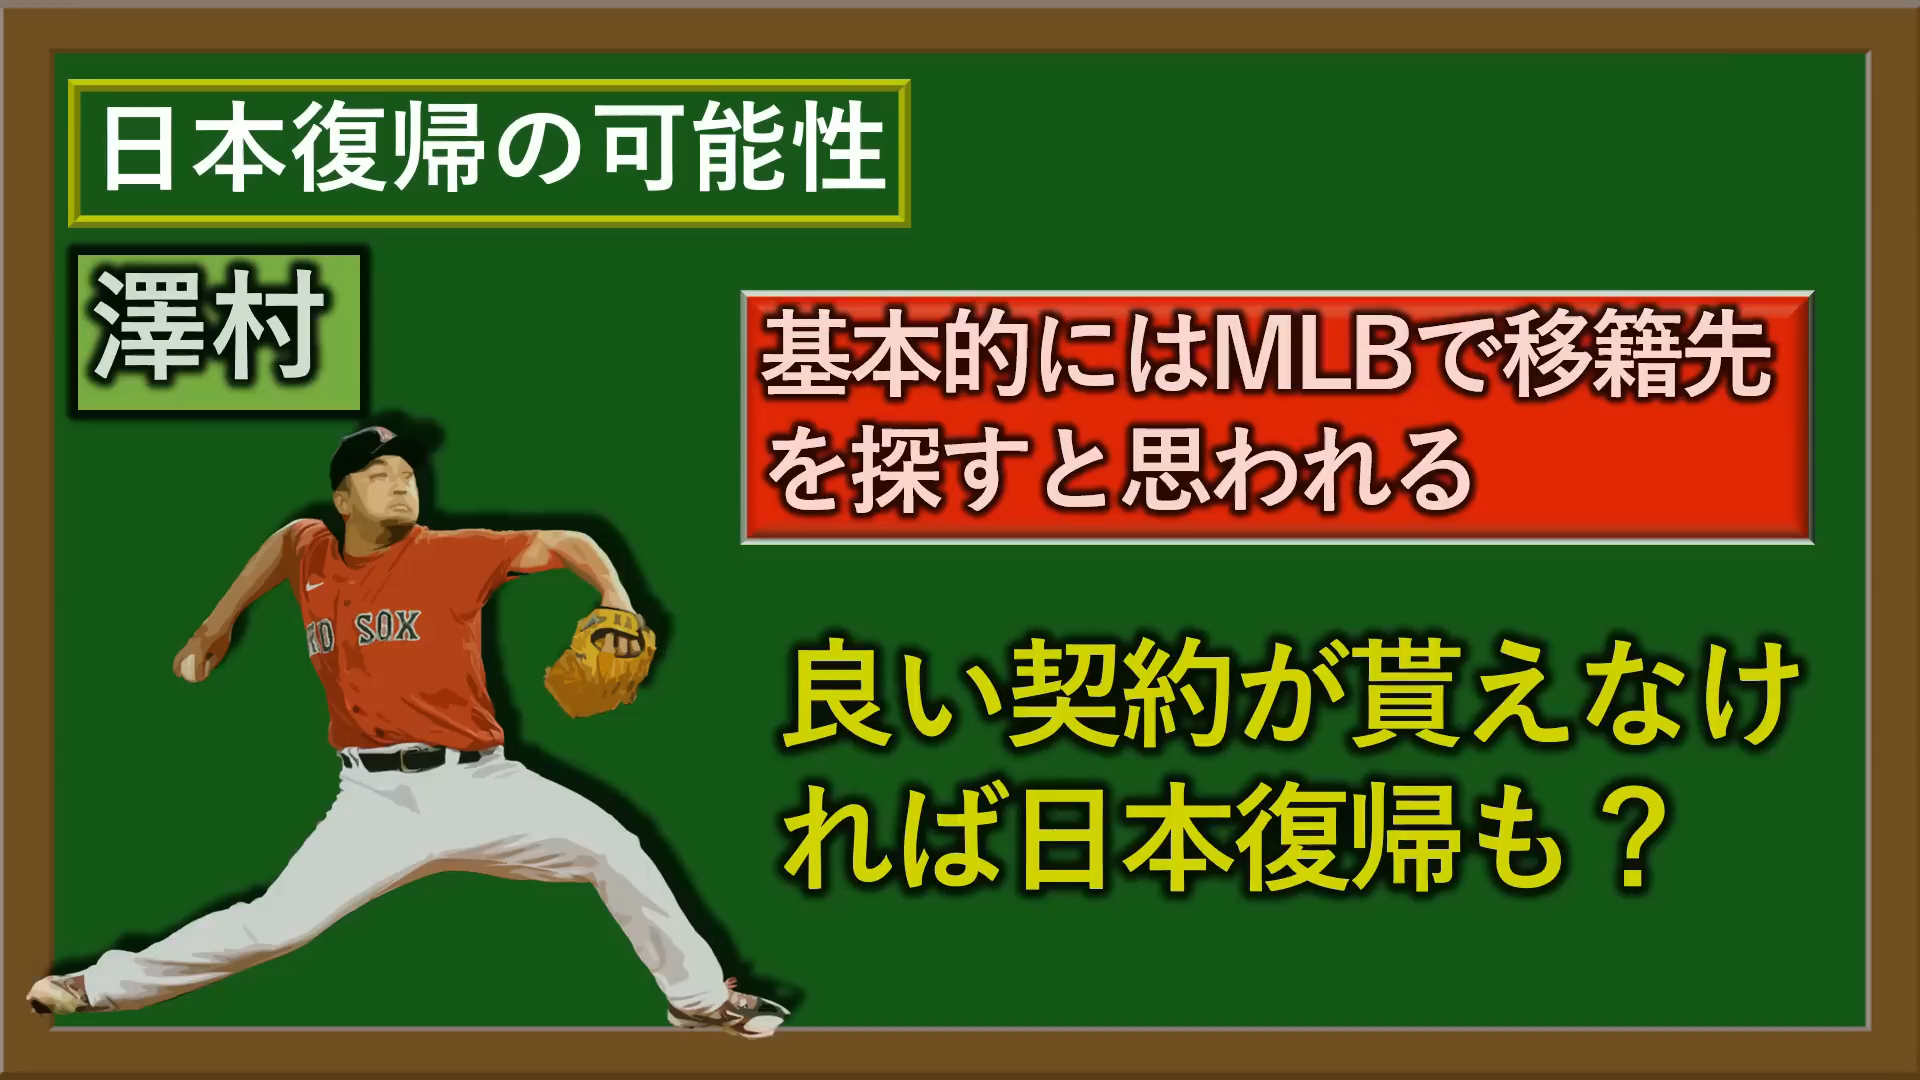 日本復帰の可能性
澤村
基本的にはMLBで移籍先
を探すと思われる
RED SOX
良い契約が貰えなけ
れば日本復帰も？